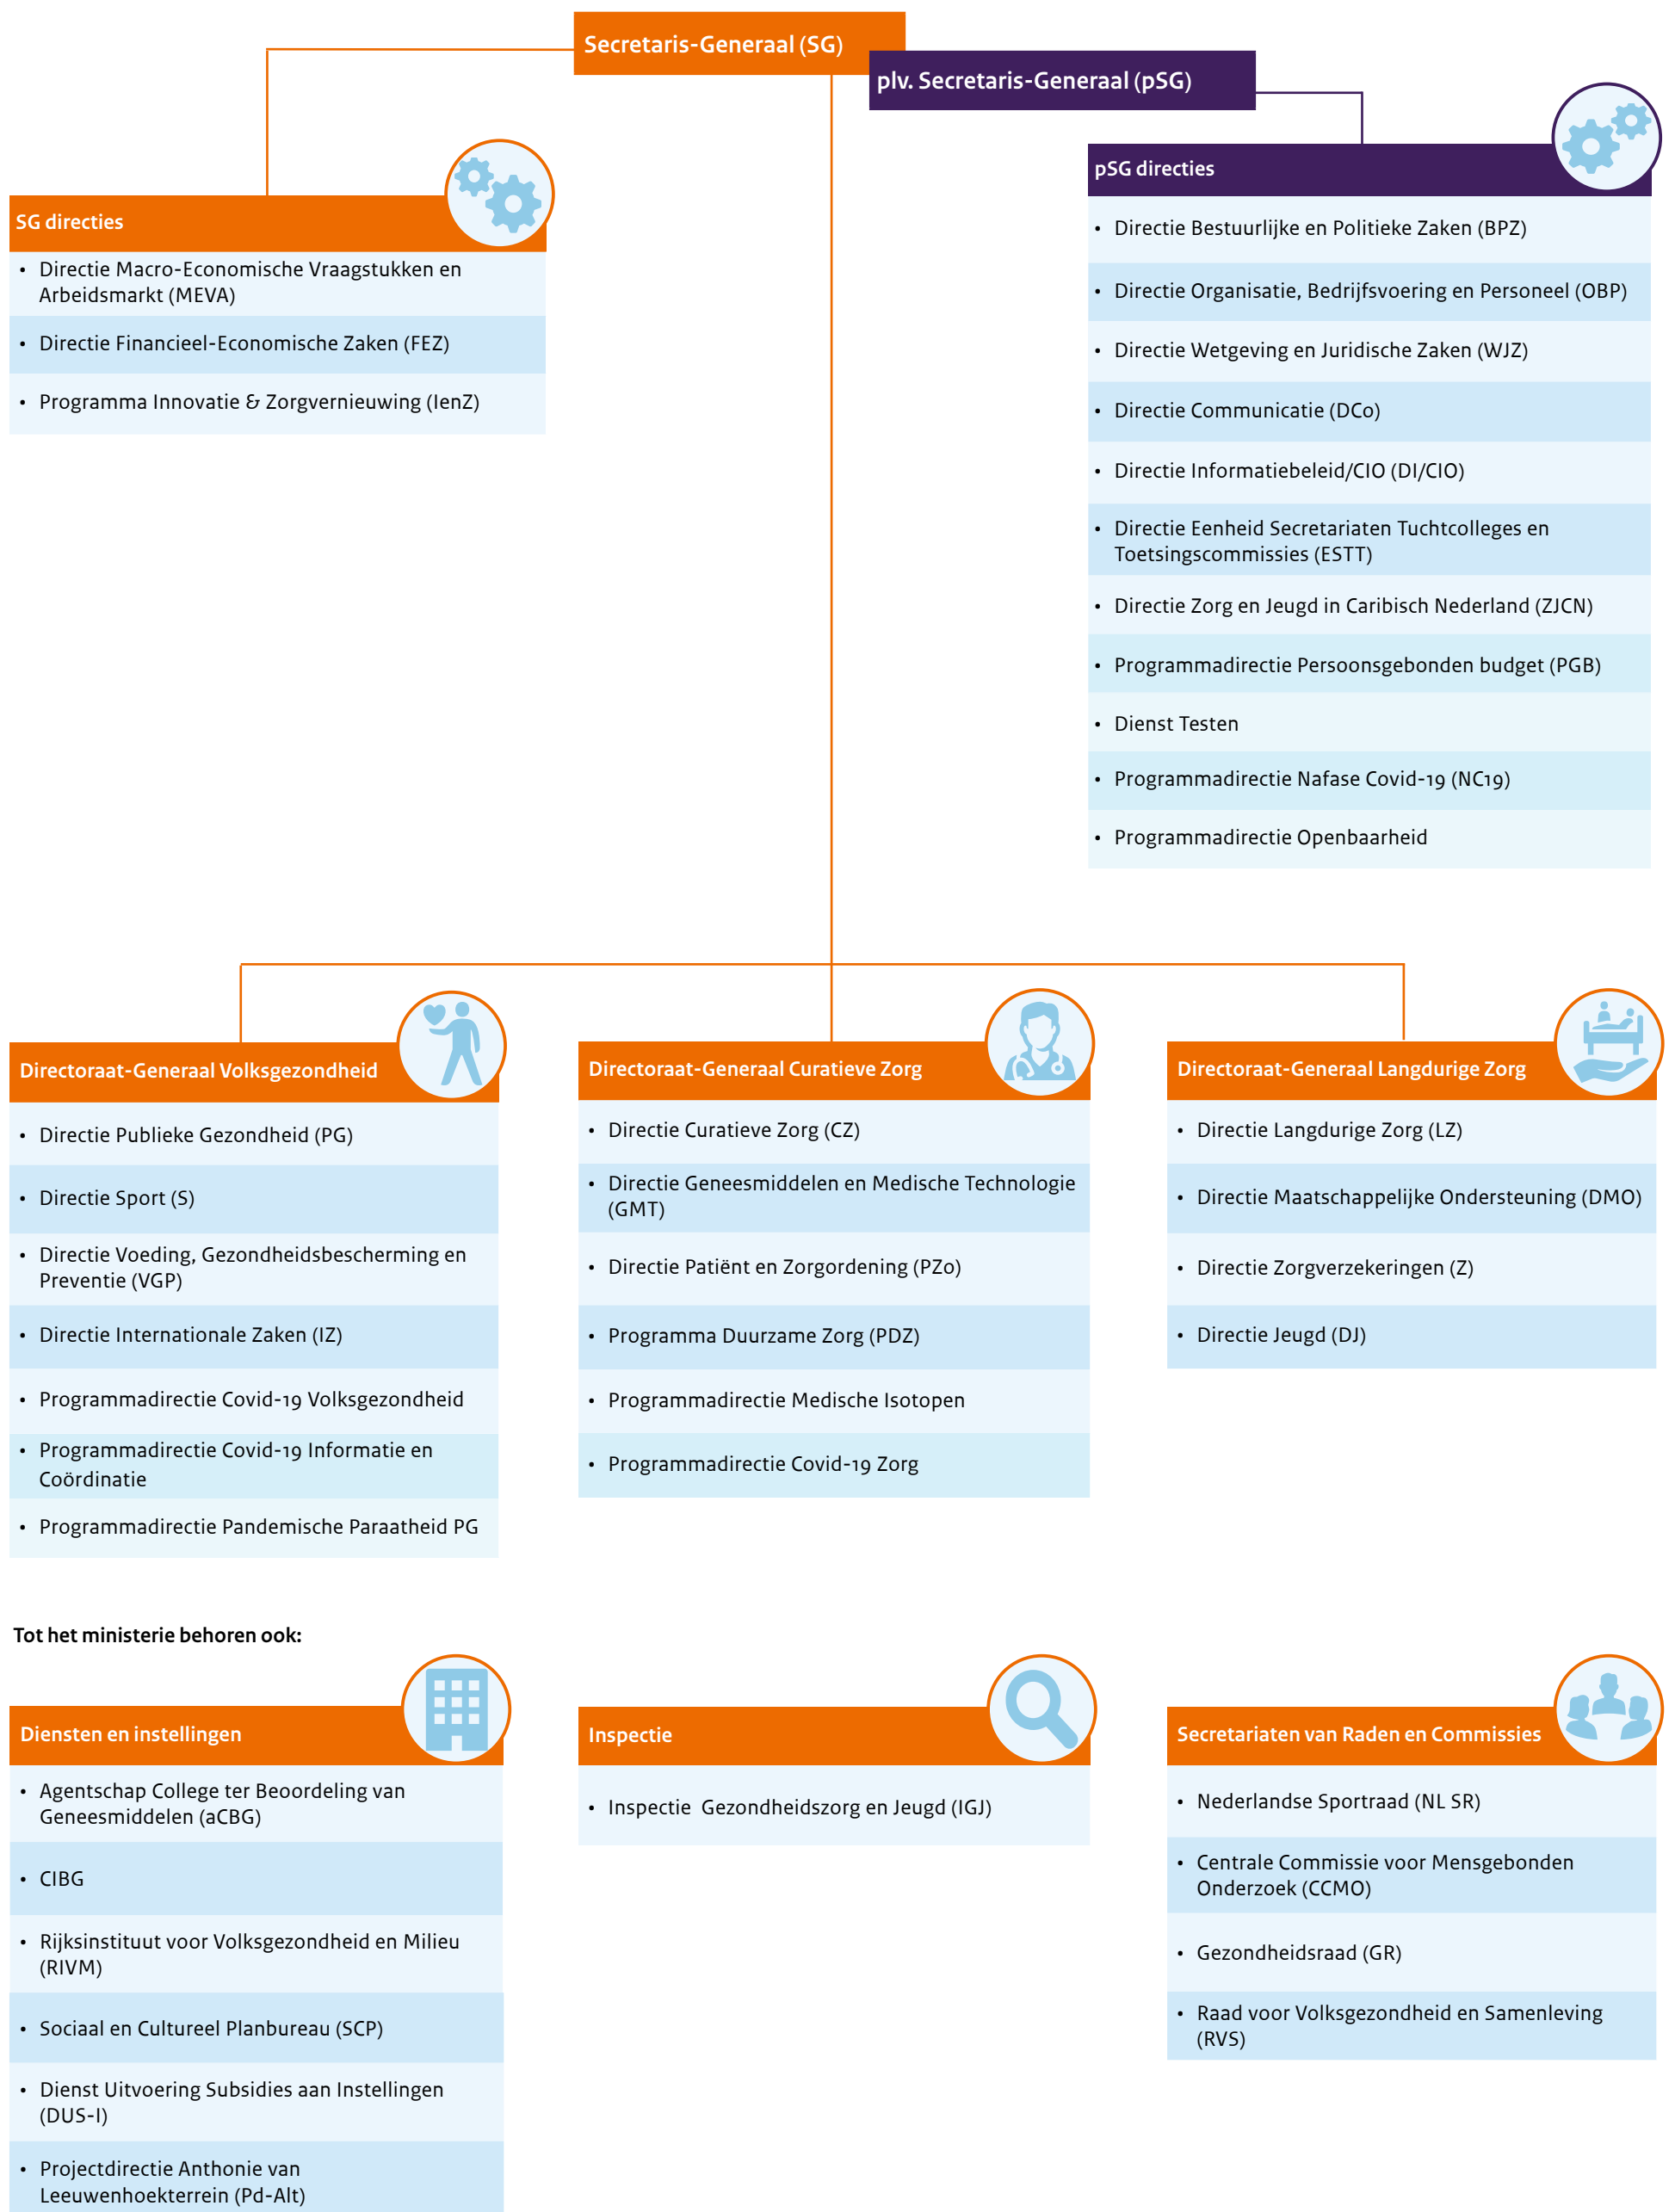 Secretaris-Generaal (SG)
plv. Secretaris-Generaal (pSG)
SG directies
• Directie Macro-Economische Vraagstukken en
Arbeidsmarkt (MEVA)
• Directie Financieel-Economische Zaken (FEZ)
• Programma Innovatie & Zorgvernieuwing (IenZ)
pSG directies
• Directie Bestuurlijke en Politieke Zaken (BPZ)
• Directie Organisatie, Bedrijfsvoering en Personeel (OBP)
• Directie Wetgeving en Juridische Zaken (WJZ)
• Directie Communicatie (DCo)
• Directie Informatiebeleid/CIO (DI/CIO)
• Directie Eenheid Secretariaten Tuchtcolleges en
Toetsingscommissies (ESTT)
• Directie Zorg en Jeugd in Caribisch Nederland (ZJCN)
• Programmadirectie Persoonsgebonden budget (PGB)
• Dienst Testen
• Programmadirectie Nafase Covid-19 (NC19)
• Programmadirectie Openbaarheid
Directoraat-Generaal Volksgezondheid
• Directie Publieke Gezondheid (PG)
• Directie Sport (S)
• Directie Voeding, Gezondheidsbescherming en
Preventie (VGP)
• Directie Internationale Zaken (IZ)
• Programmadirectie Covid-19 Volksgezondheid
• Programmadirectie Covid-19 Informatie en
Coördinatie
• Programmadirectie Pandemische Paraatheid PG
Directoraat-Generaal Curatieve Zorg
• Directie Curatieve Zorg (CZ)
• Directie Geneesmiddelen en Medische Technologie
(GMT)
• Directie Patiënt en Zorgordening (PZo)
• Programma Duurzame Zorg (PDZ)
• Programmadirectie Medische Isotopen
• Programmadirectie Covid-19 Zorg
Directoraat-Generaal Langdurige Zorg
• Directie Langdurige Zorg (LZ)
• Directie Maatschappelijke Ondersteuning (DMO)
• Directie Zorgverzekeringen (Z)
• Directie Jeugd (DJ)
Tot het ministerie behoren ook:
Diensten en instellingen
• Agentschap College ter Beoordeling van
Geneesmiddelen (aCBG)
• CIBG
• Rijksinstituut voor Volksgezondheid en Milieu
(RIVM)
• Sociaal en Cultureel Planbureau (SCP)
• Dienst Uitvoering Subsidies aan Instellingen
(DUS-I)
• Projectdirectie Anthonie van
Leeuwenhoekterrein (Pd-Alt)
Inspectie
• Inspectie Gezondheidszorg en Jeugd (IGJ)
Secretariaten van Raden en Commissies
• Nederlandse Sportraad (NL SR)
• Centrale Commissie voor Mensgebonden
Onderzoek (CCMO)
• Gezondheidsraad (GR)
• Raad voor Volksgezondheid en Samenleving
(RVS)